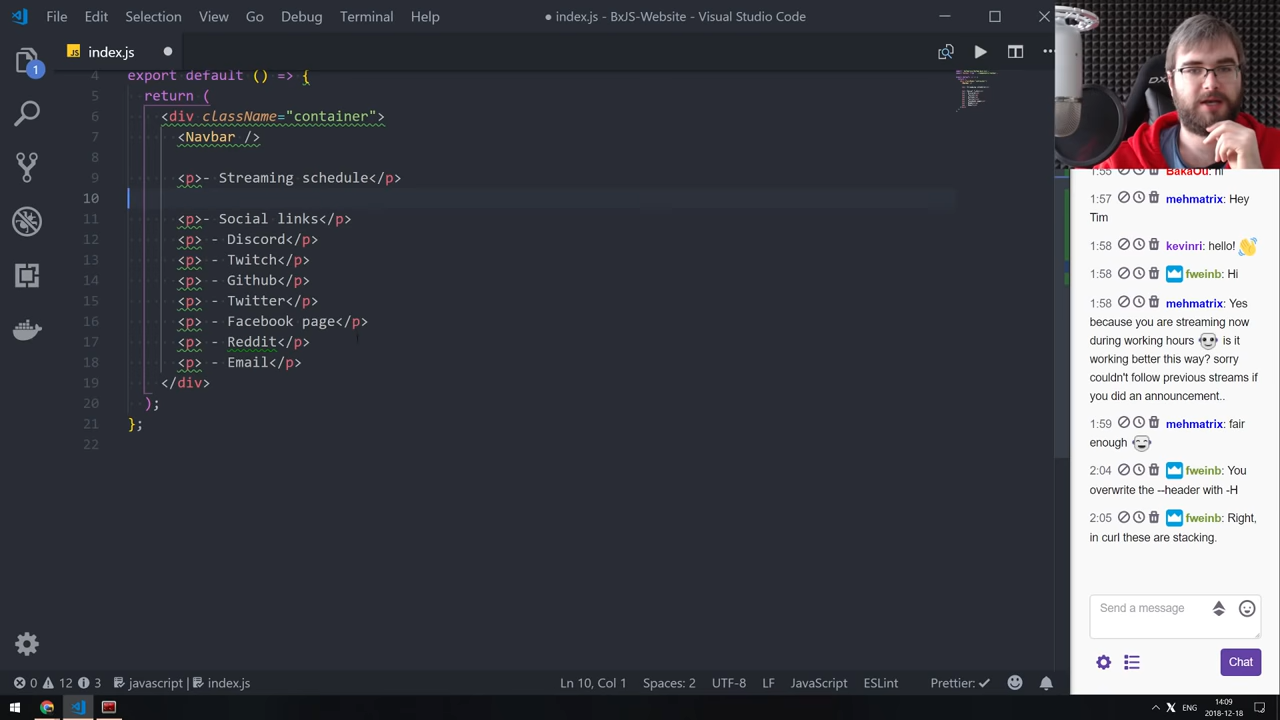 File Edit Selection View Go Debug Terminal Help
● index.js - BxJS-Website - Visual Studio Code
JS index.js ●
1
4 export default () => {
5 return (
6 <div className="container">
7 <Navbar />
8
9 <p>- Streaming schedule</p>
10
11 <p>- Social links</p>
12 <p> - Discord</p>
13 <p> - Twitch</p>
14 <p> - Github</p>
15 <p> - Twitter</p>
16 <p> - Facebook page</p>
17 <p> - Reddit</p>
18 <p> - Email</p>
19 </div>
20 );
21 };
22
0 12 3 javascript | index.js Ln 10, Col 1 Spaces: 2 UTF-8 LF JavaScript ESLint Prettier: ✓
DX
1:55 BakaOu: hi
1:57 mehmatrix: Hey
Tim
1:58 kevinri: hello!
1:58 fweinb: Hi
1:58 mehmatrix: Yes
because you are streaming now
during working hours is it
working better this way? sorry
couldn't follow previous streams if
you did an announcement..
1:59 mehmatrix: fair
enough
2:04 fweinb: You
overwrite the --header with -H
2:05 fweinb: Right,
in curl these are stacking.
Send a message
Chat
ENG
14:09
2018-12-18